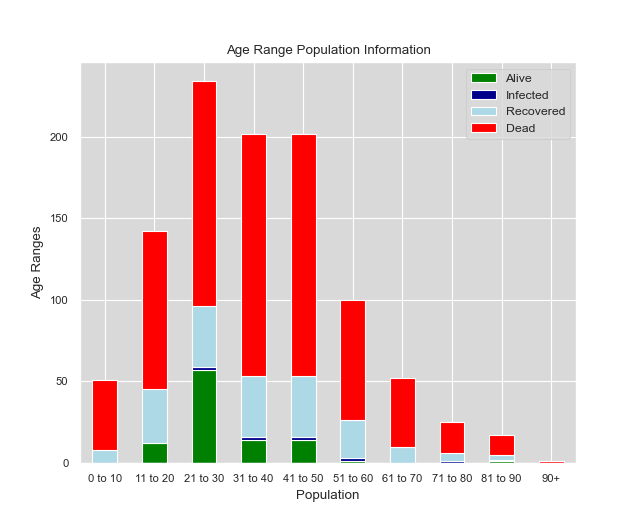 Age Range Population Information
Alive
Infected
Recovered
Dead
Age Ranges
200
150
100
50
0
0 to 10 11 to 20 21 to 30 31 to 40 41 to 50 51 to 60 61 to 70 71 to 80 81 to 90 90+
Population